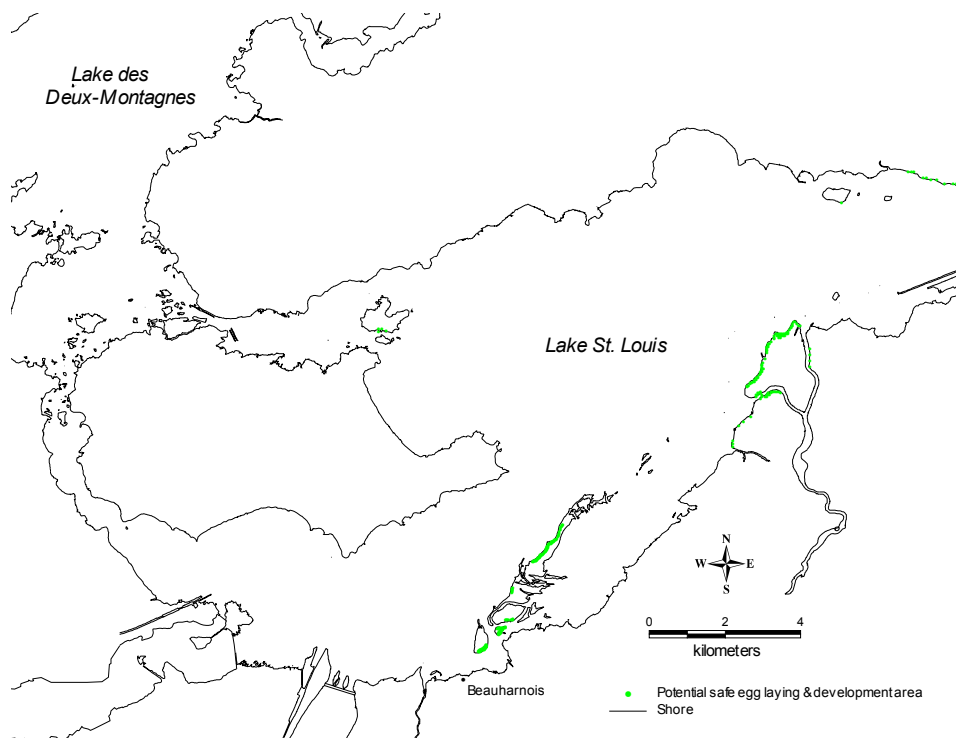 Lake des
Deux-Montagnes
Lake St. Louis
N
W E
S
0 2 4
kilometers
Beauharnois
Potential safe egg laying & development area
Shore